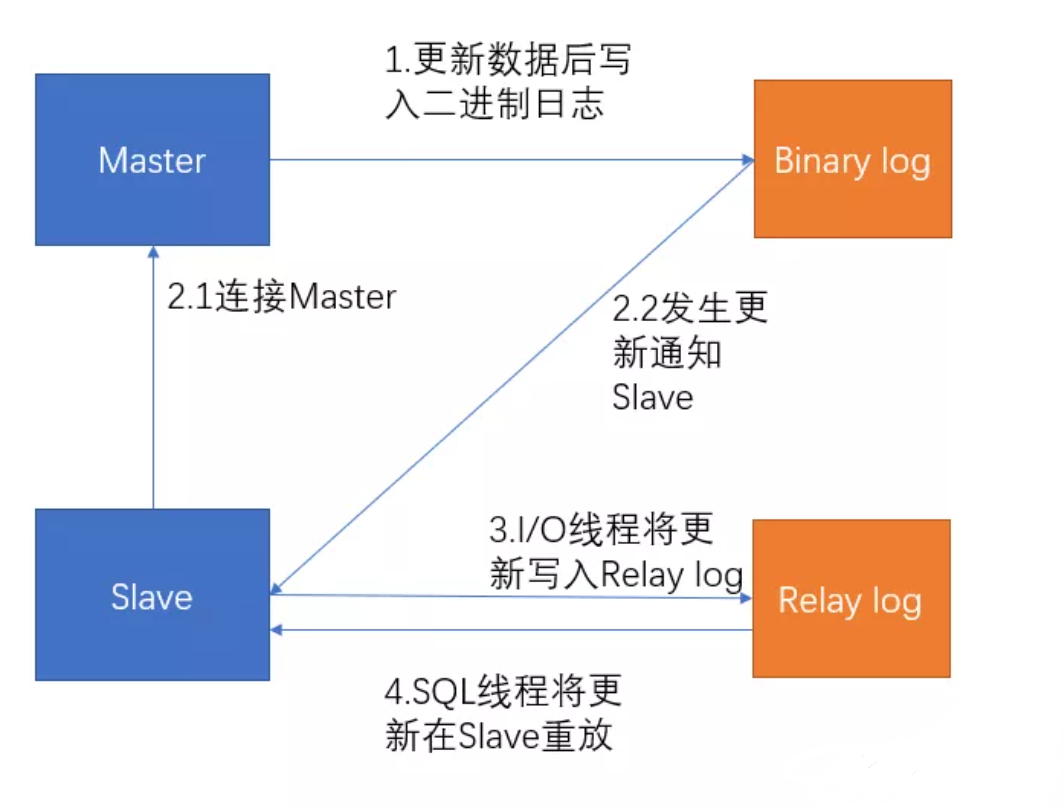 1.更新数据后写
入二进制日志
Master
Binary log
2.1连接Master
2.2发生更
新通知
Slave
3.I/O线程将更
新写入Relay log
Slave
Relay log
4.SQL线程将更
新在Slave重放